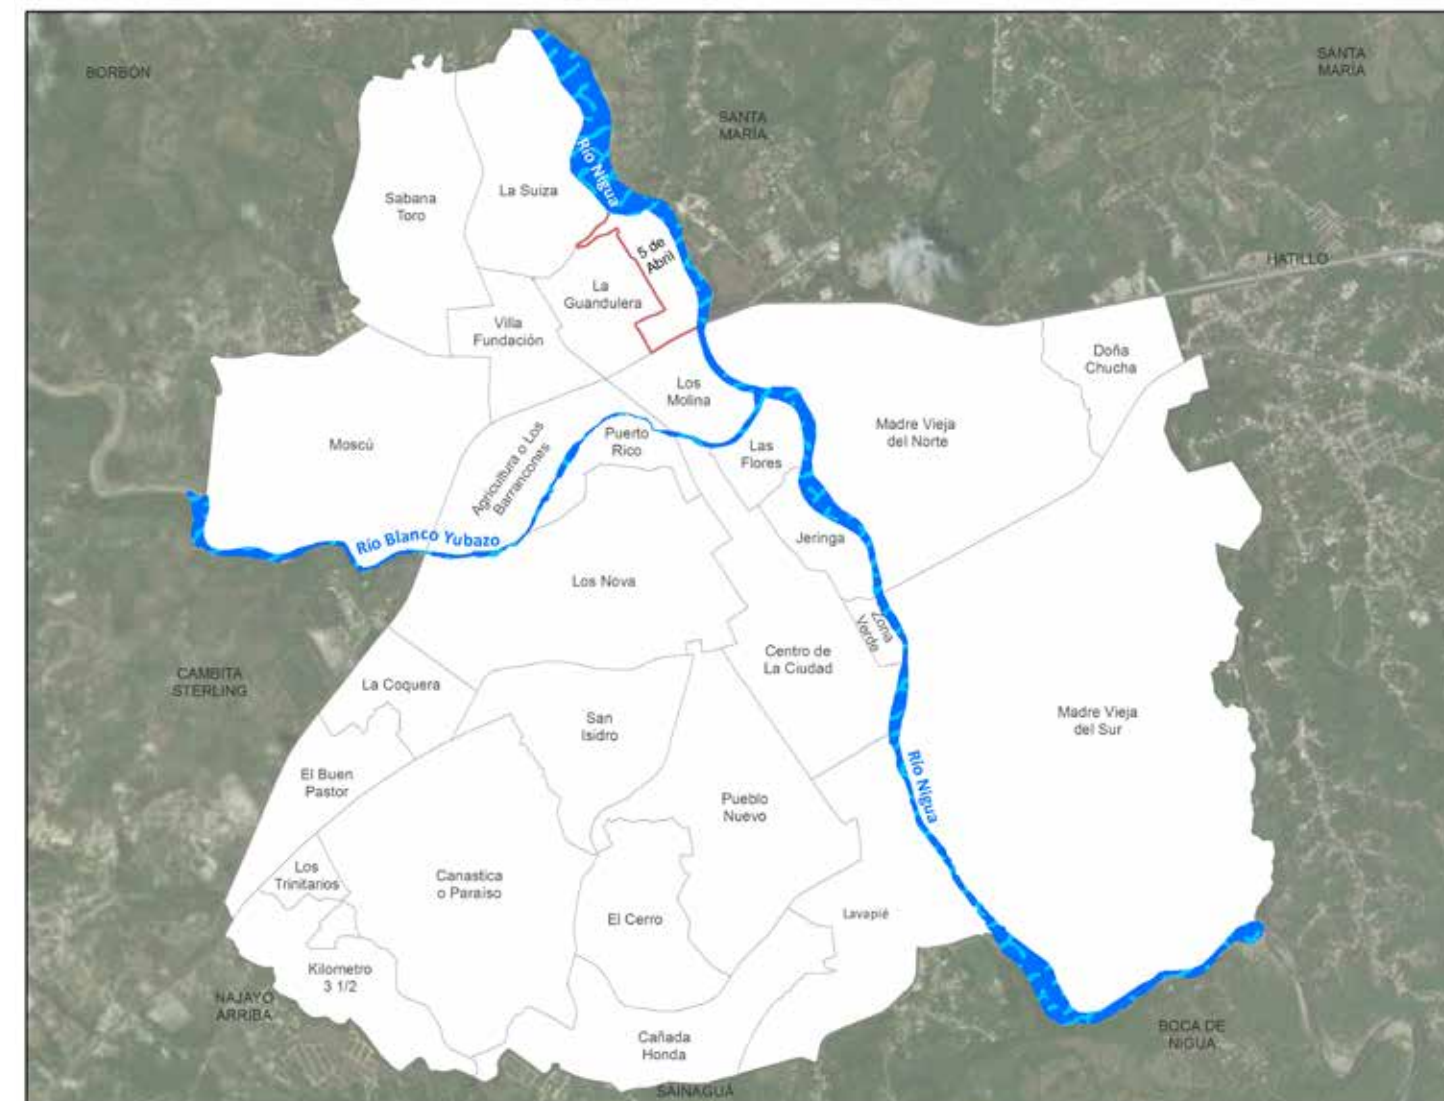 BORBÓN
SANTA
MARÍA
SANTA
MARÍA
Río Nigua
La Suiza
Sabana
Toro
5 de
Abril
HATILLO
La
Guandulera
Villa
Fundación
Doña
Chucha
Los
Molina
Madre Vieja
del Norte
Moscú
Puerto
Rico
Las
Flores
Agricultura o Los
Barrancones
Río Blanco Yubazo
Jeringa
Los Nova
Zona
Verde
Centro de
La Ciudad
CAMBITA
STERLING
La Coquera
San
Isidro
Madre Vieja
del Sur
El Buen
Pastor
Río Nigua
Pueblo
Nuevo
Los
Trinitarios
Canastica
o Paraiso
El Cerro
Lavapié
Kilometro
3 1/2
NAJAYO
ARRIBA
Cañada
Honda
BOCA DE
NIGUA
SAINAGUÁ